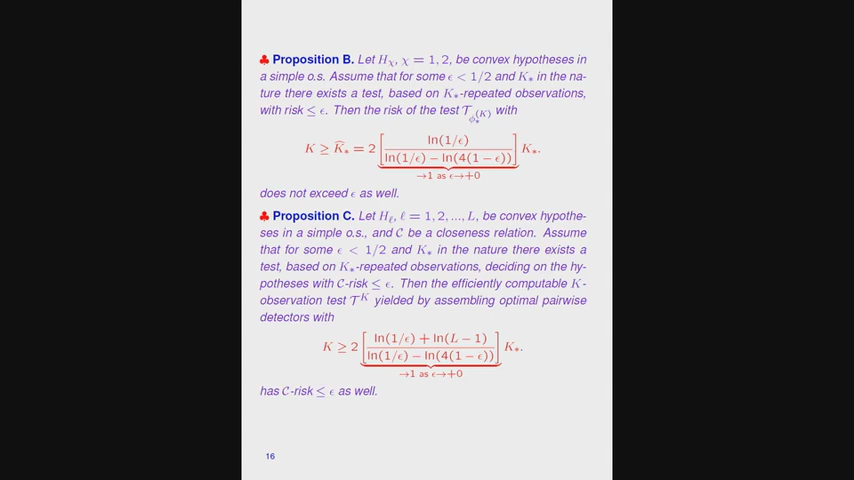 ♣ Proposition B. Let H_χ, χ = 1, 2, be convex hypotheses in
a simple o.s. Assume that for some ϵ < 1/2 and K_* in the na-
ture there exists a test, based on K_*-repeated observations,
with risk ≤ ϵ. Then the risk of the test 𝒯_{ϕ_*^{(K)}} with
K ≥ K̂_* = 2 [ln(1/ϵ) / (ln(1/ϵ) − ln(4(1 − ϵ)))] K_*.
→1 as ϵ→+0
does not exceed ϵ as well.
♣ Proposition C. Let H_ℓ, ℓ = 1, 2, ..., L, be convex hypothe-
ses in a simple o.s., and 𝒞 be a closeness relation. Assume
that for some ϵ < 1/2 and K_* in the nature there exists a
test, based on K_*-repeated observations, deciding on the hy-
potheses with 𝒞-risk ≤ ϵ. Then the efficiently computable K-
observation test 𝒯^K yielded by assembling optimal pairwise
detectors with
K ≥ 2 [(ln(1/ϵ) + ln(L − 1)) / (ln(1/ϵ) − ln(4(1 − ϵ)))] K_*.
→1 as ϵ→+0
has 𝒞-risk ≤ ϵ as well.
16